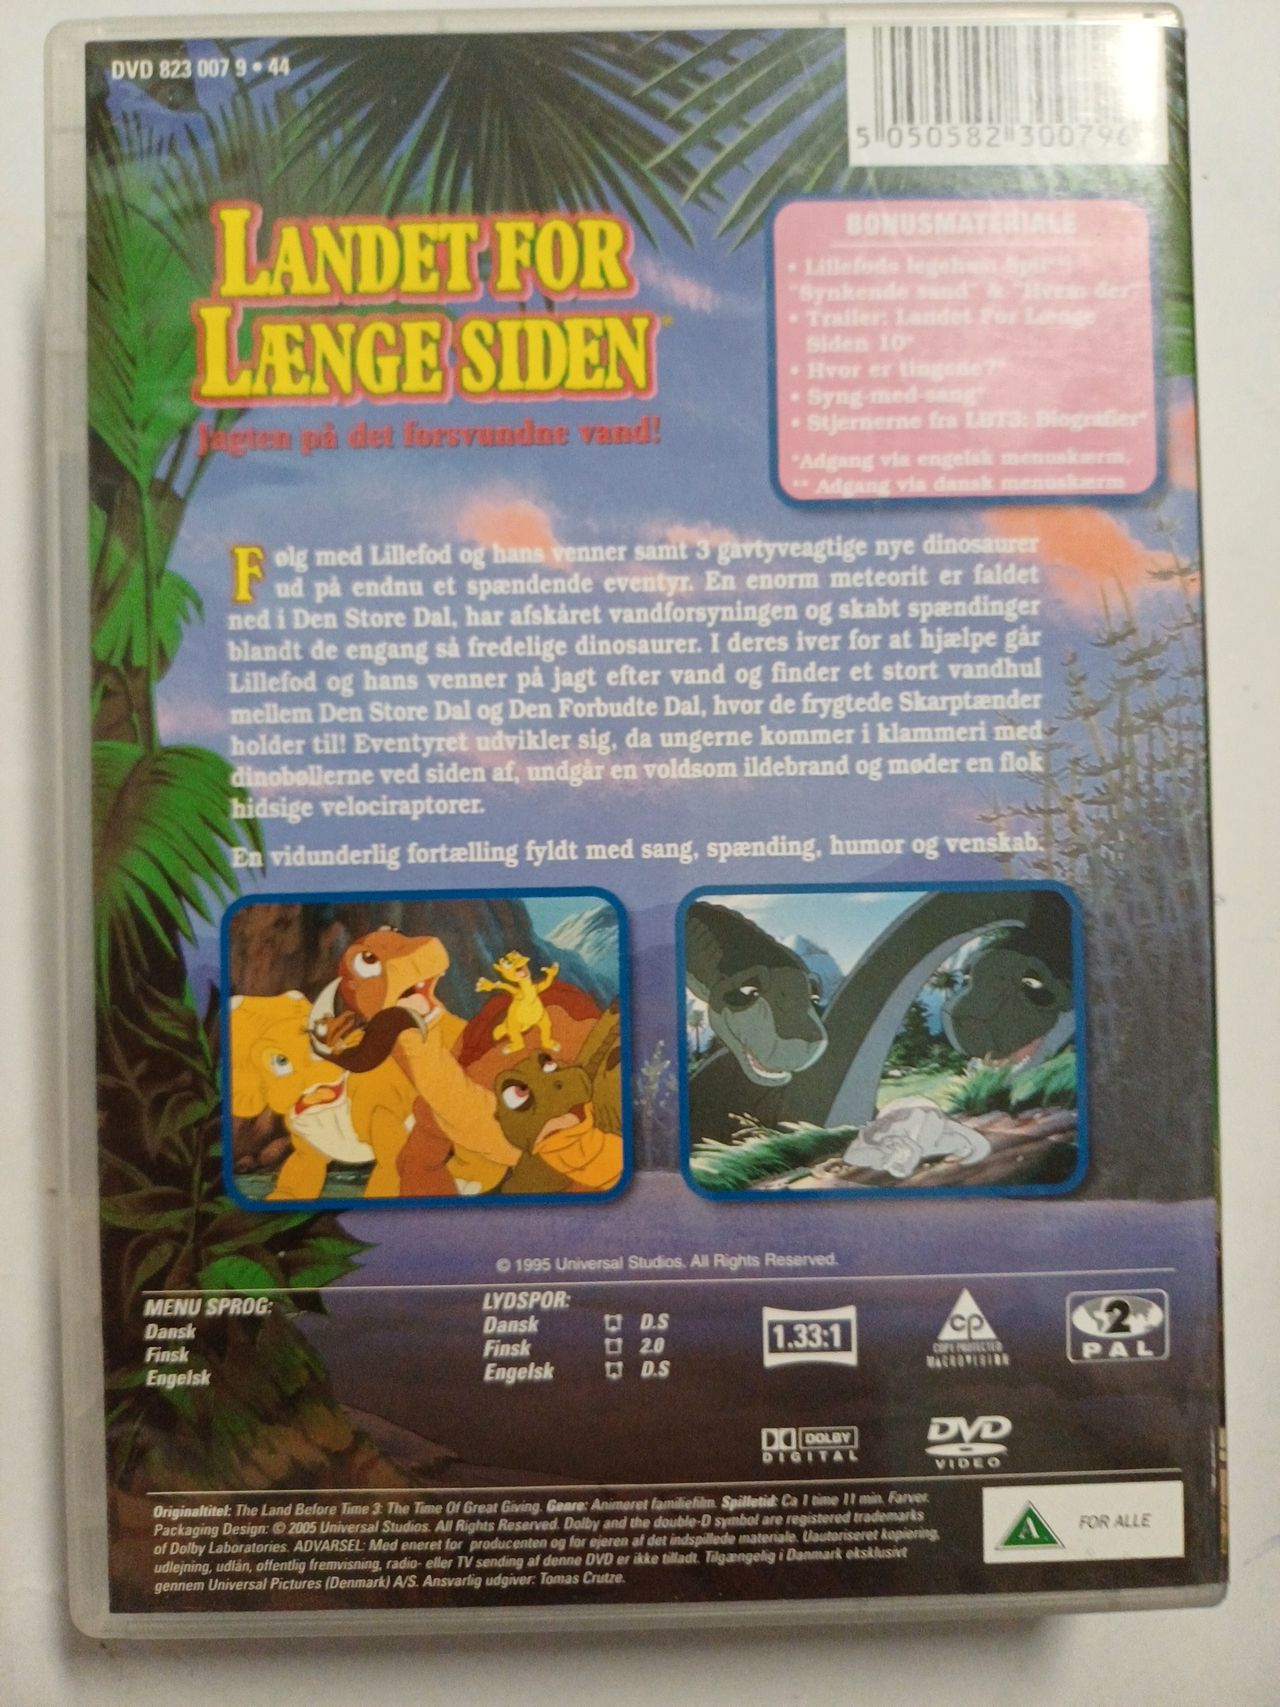 DVD 823 007 9 • 44
5 050582 300796
LANDET FOR
LÆNGE SIDEN
Jagten på det forsvundne vand!
BONUSMATERIALE
• Lillefods legehus: Spil**
"Synkende sand" & "Hvem der"
• Trailer: Landet For Længe
Siden 10*
• Hvor er tingene?*
• Syng-med-sang*
• Stjernerne fra LBT3: Biografier*
*Adgang via engelsk menuskærm,
** Adgang via dansk menuskærm
Følg med Lillefod og hans venner samt 3 gavtyveagtige nye dinosaurer
ud på endnu et spændende eventyr. En enorm meteorit er faldet
ned i Den Store Dal, har afskåret vandforsyningen og skabt spændinger
blandt de engang så fredelige dinosaurer. I deres iver for at hjælpe går
Lillefod og hans venner på jagt efter vand og finder et stort vandhul
mellem Den Store Dal og Den Forbudte Dal, hvor de frygtede Skarptænder
holder til! Eventyret udvikler sig, da ungerne kommer i klammeri med
dinobøllerne ved siden af, undgår en voldsom ildebrand og møder en flok
hidsige velociraptorer.
En vidunderlig fortælling fyldt med sang, spænding, humor og venskab.
© 1995 Universal Studios. All Rights Reserved.
MENU SPROG:
Dansk
Finsk
Engelsk
LYDSPOR:
Dansk D.S
Finsk 2.0
Engelsk D.S
1.33:1
cp
COPY PROTECTED
MACROVISION
2
PAL
DOLBY
DIGITAL
DVD
VIDEO
Originaltitel: The Land Before Time 3: The Time Of Great Giving. Genre: Animeret familiefilm. Spilletid: Ca 1 time 11 min. Farver.
Packaging Design: © 2005 Universal Studios. All Rights Reserved. Dolby and the double-D symbol are registered trademarks
of Dolby Laboratories. ADVARSEL: Med eneret for producenten og for ejeren af det indspillede materiale. Uautoriseret kopiering,
udlejning, udlån, offentlig fremvisning, radio- eller TV sending af denne DVD er ikke tilladt. Tilgængelig i Danmark eksklusivt
gennem Universal Pictures (Denmark) A/S. Ansvarlig udgiver: Tomas Crutze.
A
FOR ALLE